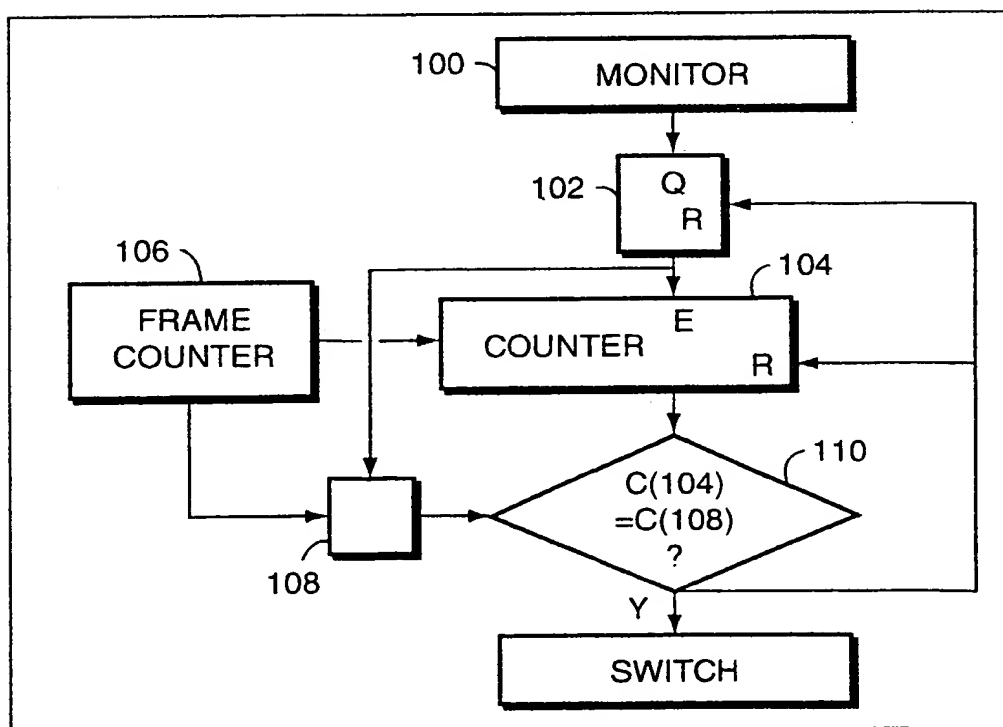 100
MONITOR
102
Q
R
106
104
FRAME
COUNTER
E
COUNTER
R
110
C(104)
=C(108)
?
108
Y
SWITCH